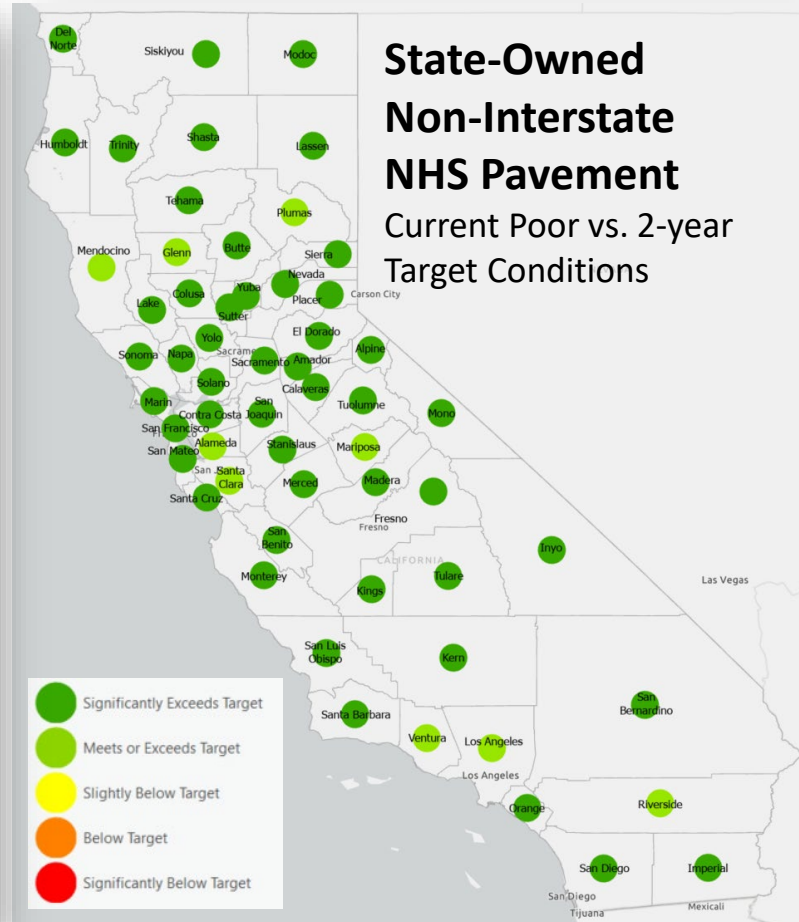 State-Owned
Non-Interstate
NHS Pavement
Current Poor vs. 2-year
Target Conditions
Del
Norte
Siskiyou
Modoc
Humboldt
Trinity
Shasta
Lassen
Tehama
Plumas
Mendocino
Glenn
Butte
Sierra
Nevada
Yuba
Colusa
Lake
Sutter
Placer
Carson City
Yolo
El Dorado
Sonoma
Napa
Sacramento
Amador
Alpine
Solano
Calaveras
Marin
Contra Costa
San
Joaquin
Tuolumne
Mono
San Francisco
Alameda
Stanislaus
Mariposa
San Mateo
Santa
Clara
Merced
Madera
Santa Cruz
Fresno
Fresno
San
Benito
CALIFORNIA
Inyo
Monterey
Kings
Tulare
Las Vegas
San Luis
Obispo
Kern
San
Bernardino
Santa Barbara
Ventura
Los Angeles
Los Angeles
Orange
Riverside
San Diego
Imperial
San Diego
Tijuana
Mexicali
Significantly Exceeds Target
Meets or Exceeds Target
Slightly Below Target
Below Target
Significantly Below Target